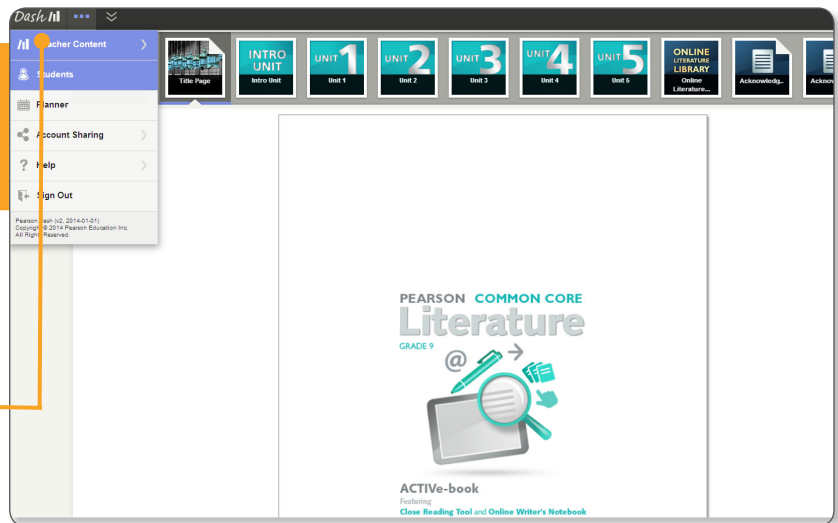 Dash
Teacher Content
Students
Planner
Account Sharing
? Help
Sign Out
Pearson Dash (v2, 2014-01-01)
Copyright © 2014 Pearson Education Inc.
All Rights Reserved.
Title Page
INTRO
UNIT
Intro Unit
UNIT 1
Unit 1
UNIT 2
Unit 2
UNIT 3
Unit 3
UNIT 4
Unit 4
UNIT 5
Unit 5
ONLINE
LITERATURE
LIBRARY
Online
Literature...
Acknowledg..
Acknow
PEARSON COMMON CORE
Literature
GRADE 9
@
ACTIVe-book
Featuring
Close Reading Tool and Online Writer's Notebook